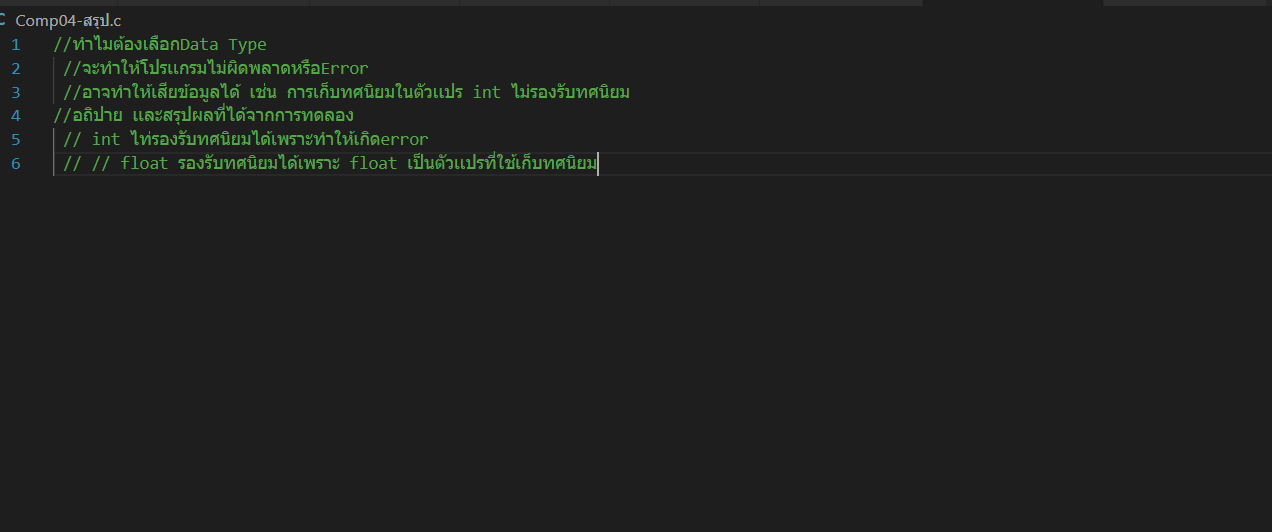 Comp04-สรุป.c
1 //ทำไมต้องเลือกData Type
2 //จะทำให้โปรแกรมไม่ผิดพลาดหรือError
3 //อาจทำให้เสียข้อมูลได้ เช่น การเก็บทศนิยมในตัวแปร int ไม่รองรับทศนิยม
4 //อถิปาย และสรุปผลที่ได้จากการทดลอง
5 // int ไท่รองรับทศนิยมได้เพราะทำให้เกิดerror
6 // // float รองรับทศนิยมได้เพราะ float เป็นตัวแปรที่ใช้เก็บทศนิยม